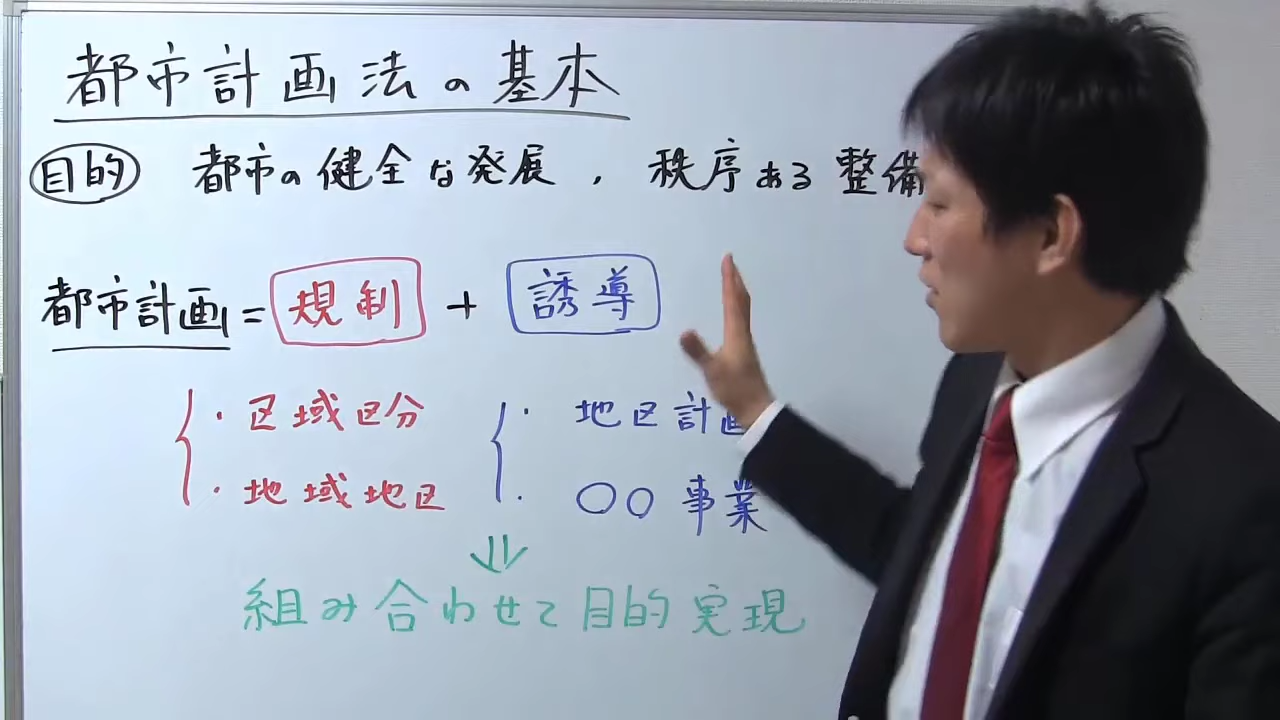 都市計画法の基本
目的 都市の健全な発展，秩序ある整備
都市計画＝規制＋誘導
・区域区分 ・地区計画
・地域地区 ・〇〇事業
⇓
組み合わせて目的実現